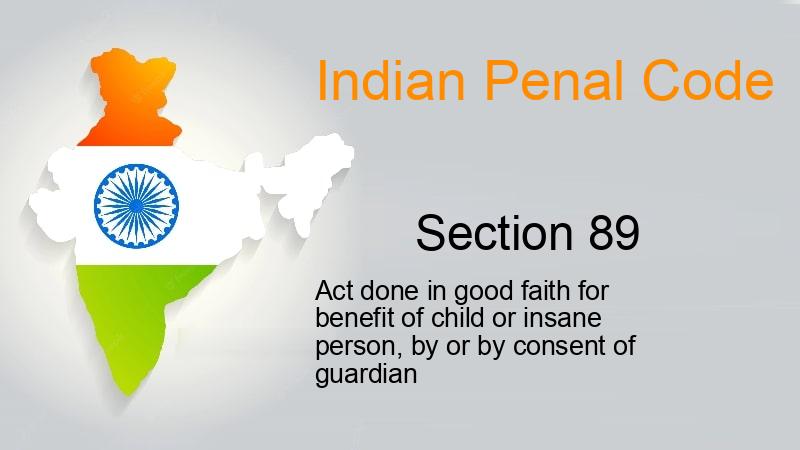 Indian Penal Code
Section 89
Act done in good faith for
benefit of child or insane
person, by or by consent of
guardian